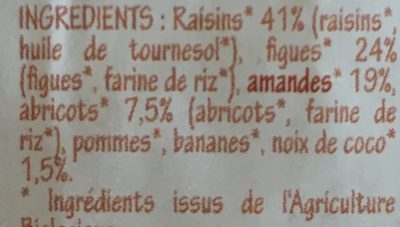 INGREDIENTS : Raisins* 41% (raisins*,
huile de tournesol*), figues* 24%
(figues*, farine de riz*), amandes* 19%,
abricots* 7,5% (abricots*, farine de
riz*), pommes*, bananes*, noix de coco*
1,5%.
* Ingrédients issus de l'Agriculture